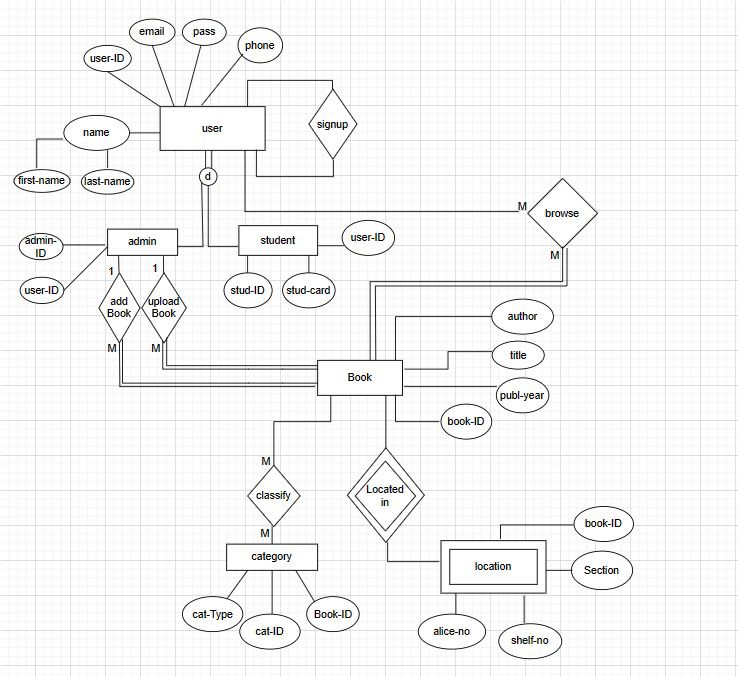 email
pass
user-ID
phone
user
signup
name
first-name
last-name
d
M
browse
M
admin-
ID
admin
student
user-ID
user-ID
stud-ID
stud-card
1
1
add
Book
upload
Book
M
M
author
title
Book
publ-year
book-ID
M
classify
M
Located
in
category
book-ID
location
Section
cat-Type
cat-ID
Book-ID
alice-no
shelf-no